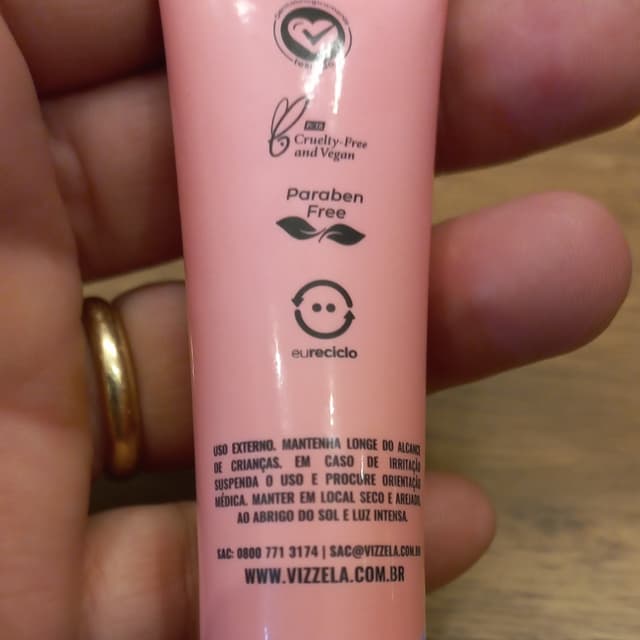 PETA
Cruelty-Free
and Vegan
Paraben
Free
eureciclo
USO EXTERNO. MANTENHA LONGE DO ALCANCE
DE CRIANÇAS. EM CASO DE IRRITAÇÃO
SUSPENDA O USO E PROCURE ORIENTAÇÃO
MÉDICA. MANTER EM LOCAL SECO E AREJADO,
AO ABRIGO DO SOL E LUZ INTENSA.
SAC: 0800 771 3174 | SAC@VIZZELA.COM.BR
WWW.VIZZELA.COM.BR